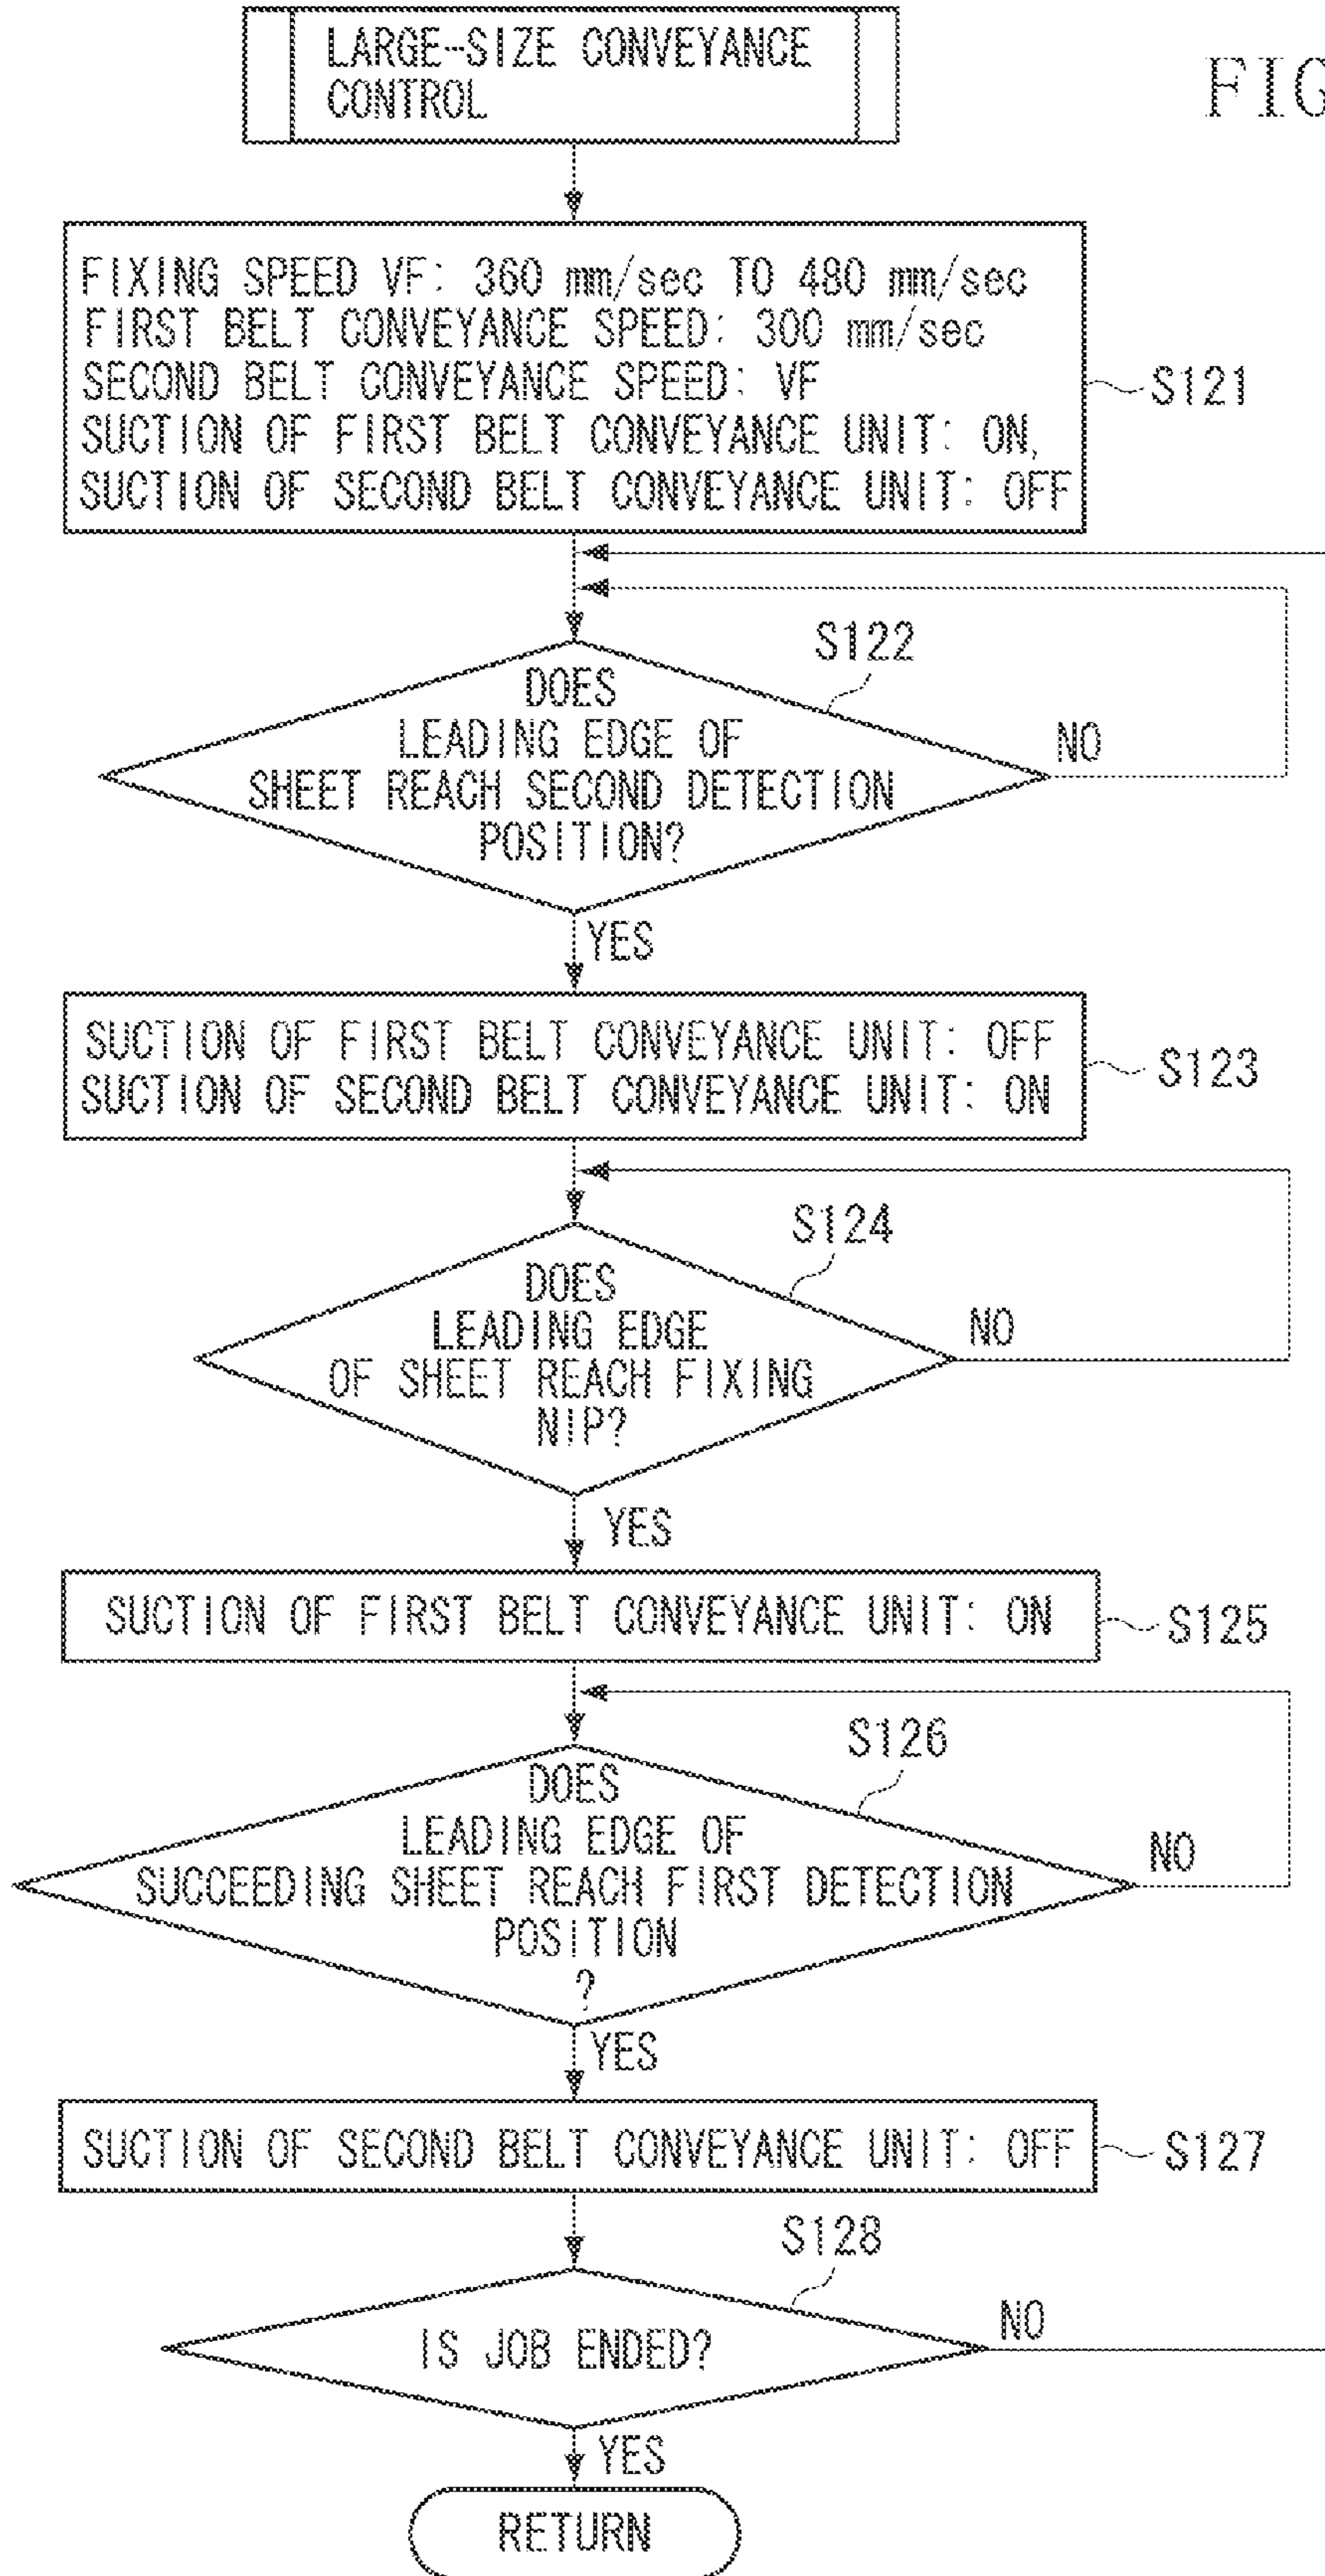 LARGE-SIZE CONVEYANCE
CONTROL
FIG
FIXING SPEED VF: 360 mm/sec TO 480 mm/sec
FIRST BELT CONVEYANCE SPEED: 300 mm/sec
SECOND BELT CONVEYANCE SPEED: VF
SUCTION OF FIRST BELT CONVEYANCE UNIT: ON,
SUCTION OF SECOND BELT CONVEYANCE UNIT: OFF
S121
S122
DOES
LEADING EDGE OF
SHEET REACH SECOND DETECTION
POSITION?
NO
YES
SUCTION OF FIRST BELT CONVEYANCE UNIT: OFF
SUCTION OF SECOND BELT CONVEYANCE UNIT: ON
S123
S124
DOES
LEADING EDGE
OF SHEET REACH FIXING
NIP?
NO
YES
SUCTION OF FIRST BELT CONVEYANCE UNIT: ON
S125
S126
DOES
LEADING EDGE OF
SUCCEEDING SHEET REACH FIRST DETECTION
POSITION
?
NO
YES
SUCTION OF SECOND BELT CONVEYANCE UNIT: OFF
S127
S128
IS JOB ENDED?
NO
YES
RETURN